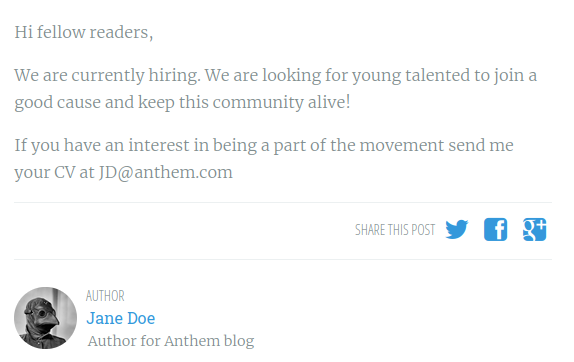 Hi fellow readers,
We are currently hiring. We are looking for young talented to join a
good cause and keep this community alive!
If you have an interest in being a part of the movement send me
your CV at JD@anthem.com
SHARE THIS POST
AUTHOR
Jane Doe
Author for Anthem blog